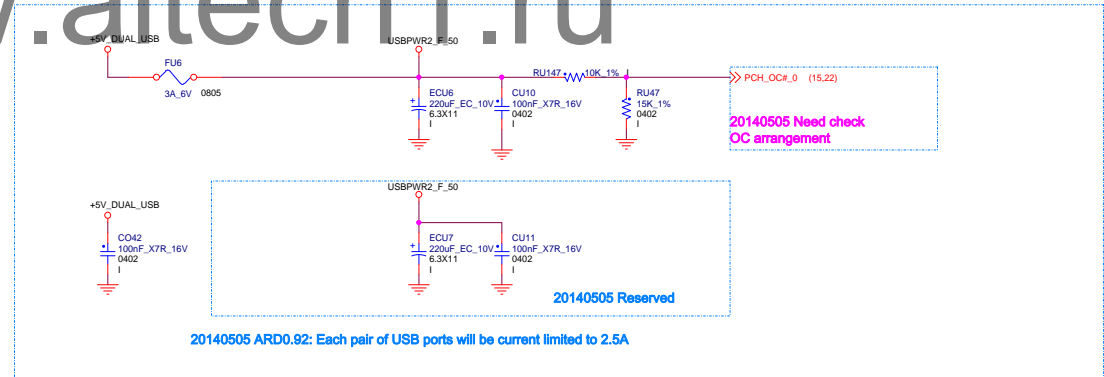 w.aitech1.ru
+5V_DUAL_USB
USBPWR2_F_50
FU6
3A_6V 0805
RU147 10K_1% I
PCH_OC#_0 (15,22)
ECU6
220uF_EC_10V
6.3X11
I
CU10
100nF_X7R_16V
0402
I
RU47
15K_1%
0402
I
20140505 Need check
OC arrangement
+5V_DUAL_USB
CO42
100nF_X7R_16V
0402
I
USBPWR2_F_50
ECU7
220uF_EC_10V
6.3X11
I
CU11
100nF_X7R_16V
0402
I
20140505 Reserved
20140505 ARD0.92: Each pair of USB ports will be current limited to 2.5A